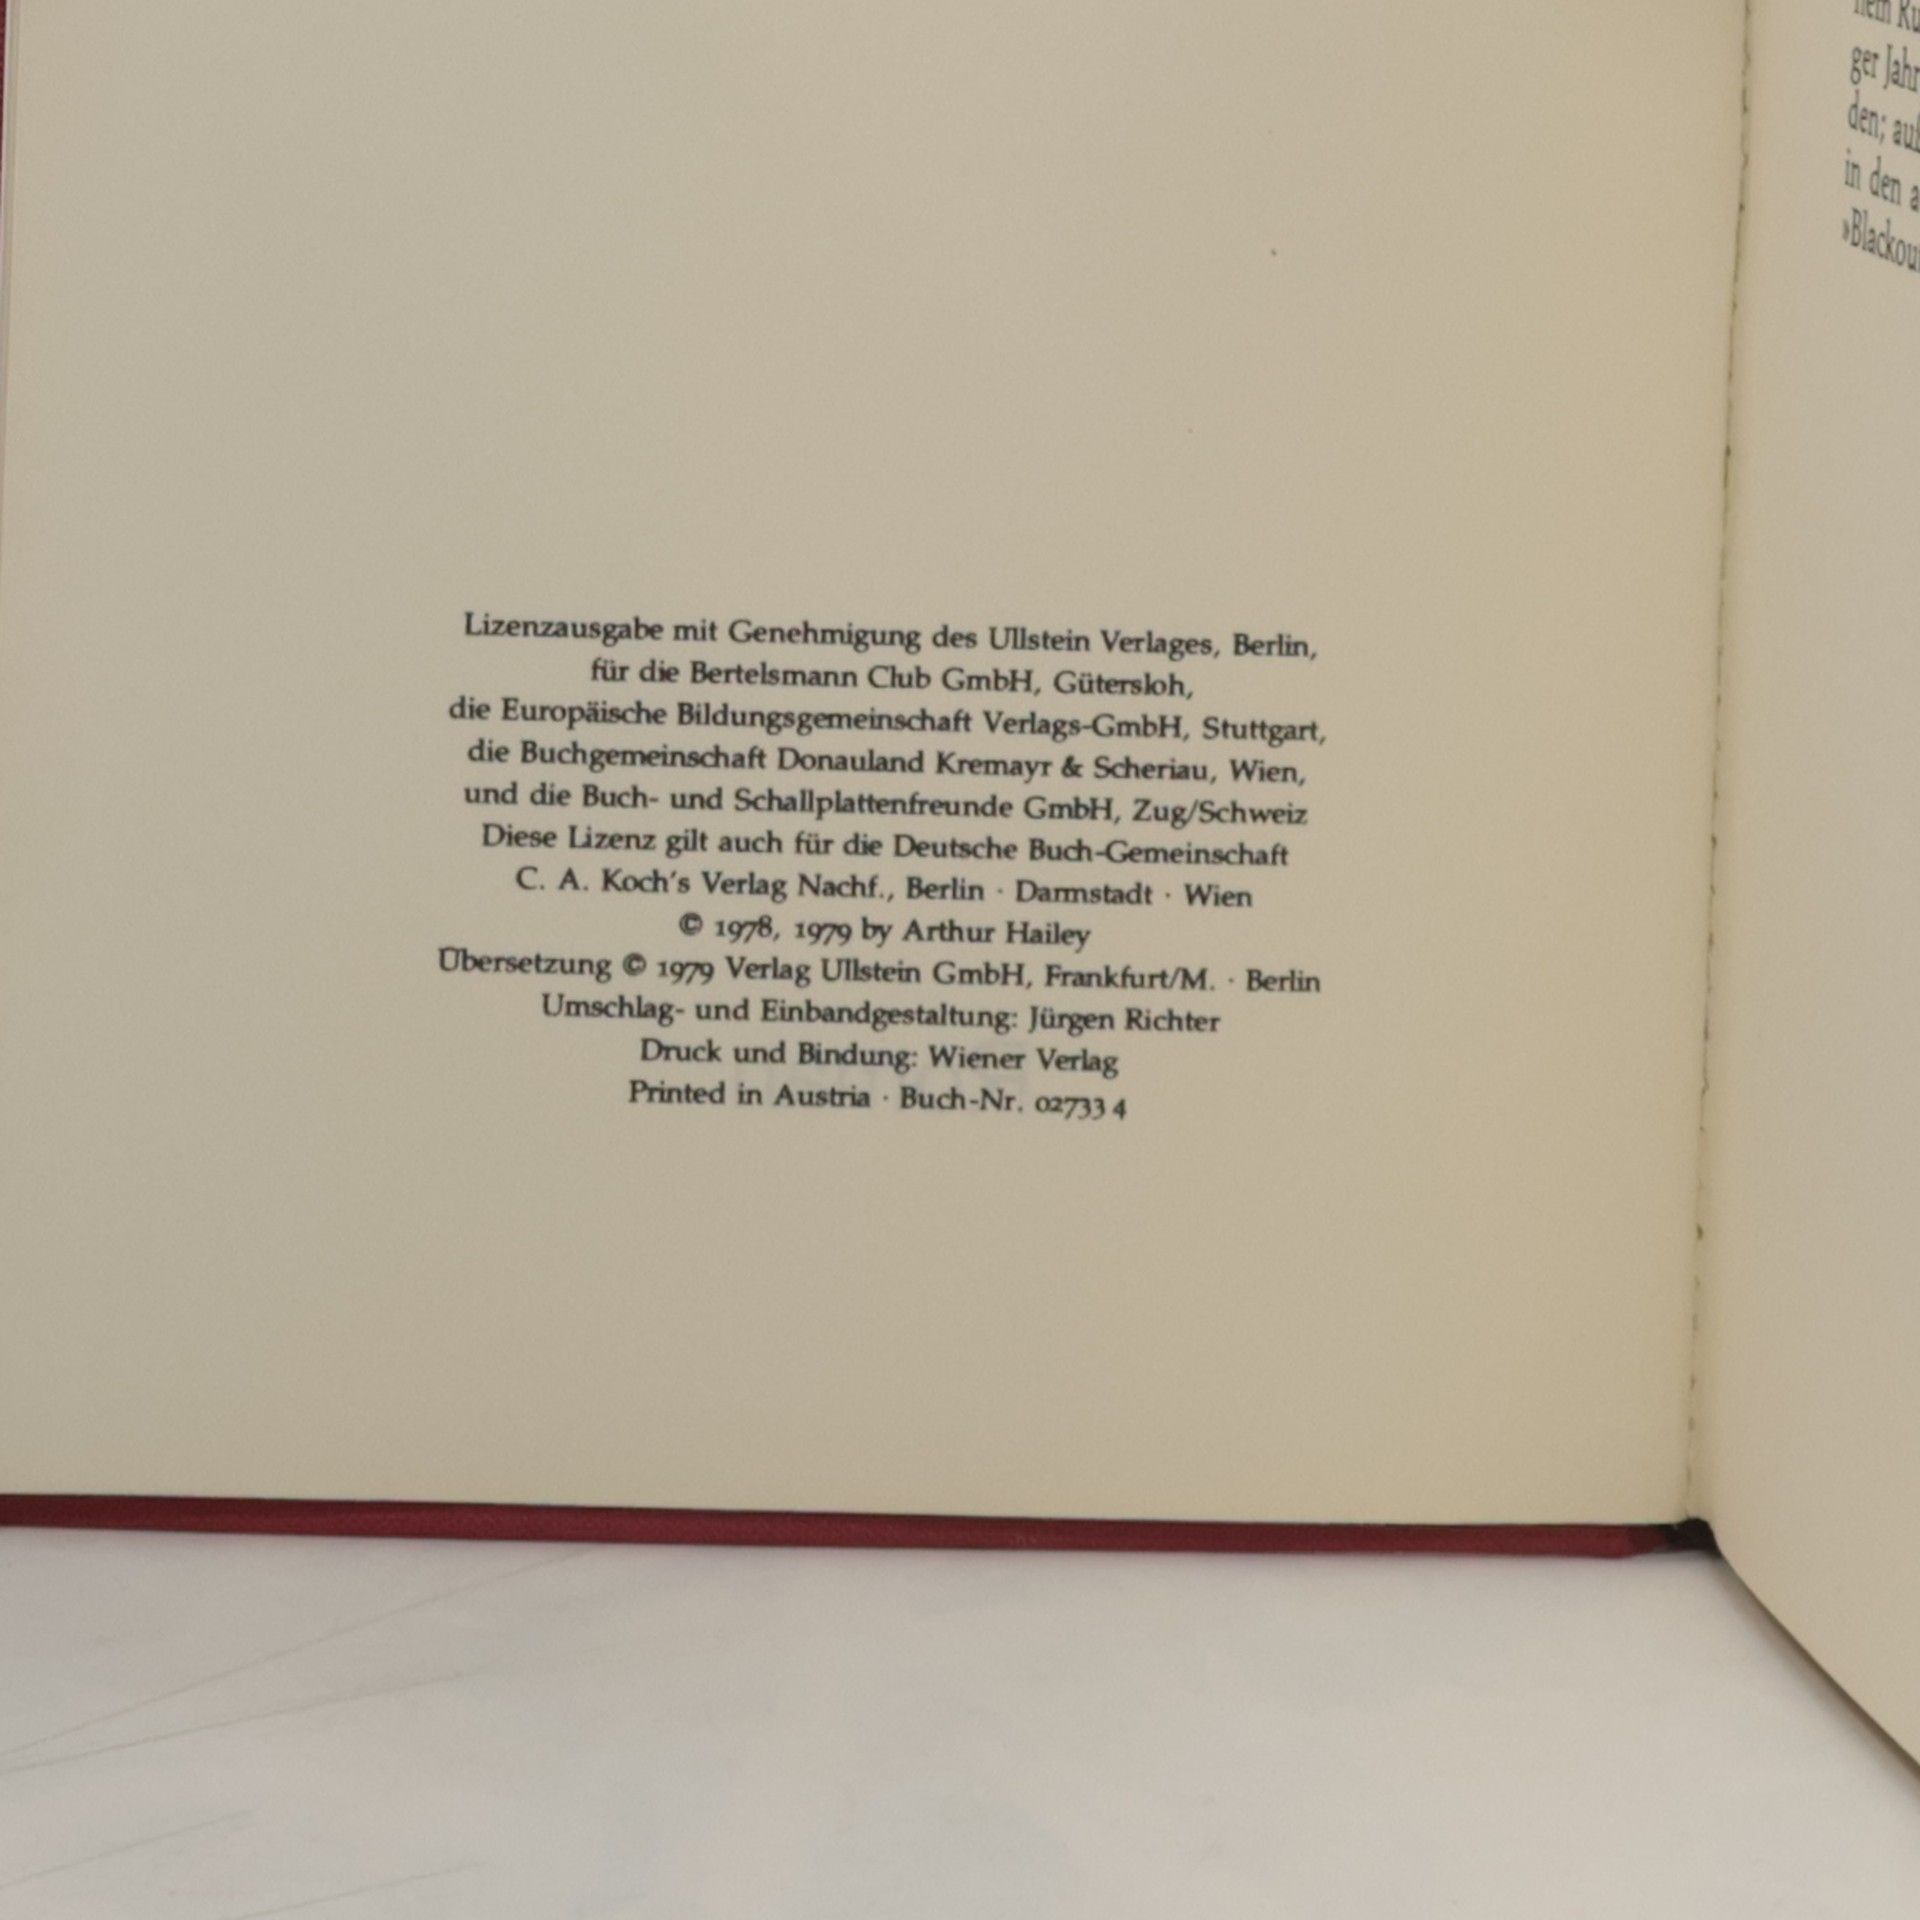 Lizenzausgabe mit Genehmigung des Ullstein Verlages, Berlin,
für die Bertelsmann Club GmbH, Gütersloh,
die Europäische Bildungsgemeinschaft Verlags-GmbH, Stuttgart,
die Buchgemeinschaft Donauland Kremayr & Scheriau, Wien,
und die Buch- und Schallplattenfreunde GmbH, Zug/Schweiz
Diese Lizenz gilt auch für die Deutsche Buch-Gemeinschaft
C. A. Koch's Verlag Nachf., Berlin · Darmstadt · Wien
© 1978, 1979 by Arthur Hailey
Übersetzung © 1979 Verlag Ullstein GmbH, Frankfurt/M. · Berlin
Umschlag- und Einbandgestaltung: Jürgen Richter
Druck und Bindung: Wiener Verlag
Printed in Austria · Buch-Nr. 02733 4
ger Jahr
den;
in den